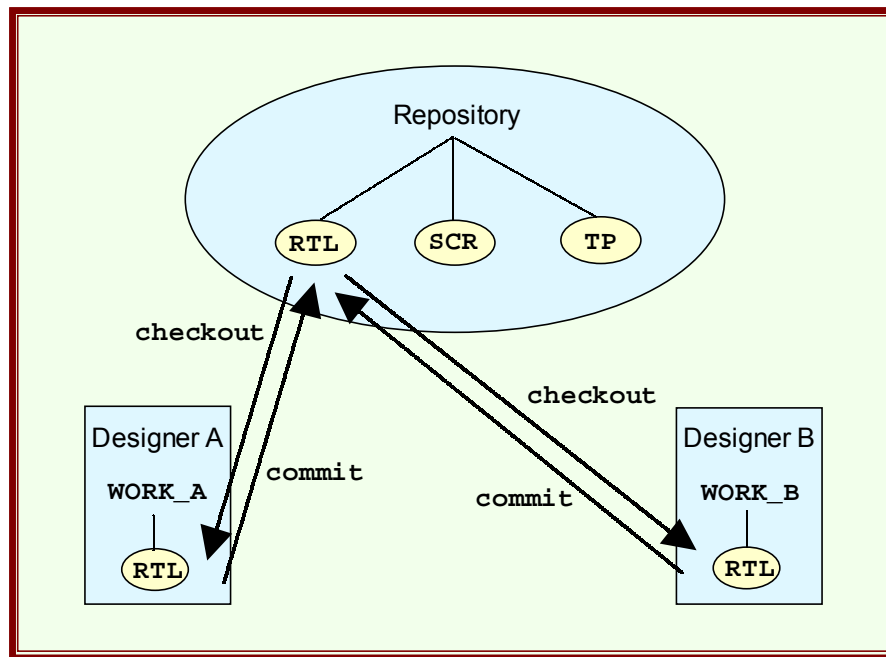 Repository
RTL
SCR
TP
checkout
checkout
Designer A
Designer B
commit
commit
WORK_A
WORK_B
RTL
RTL